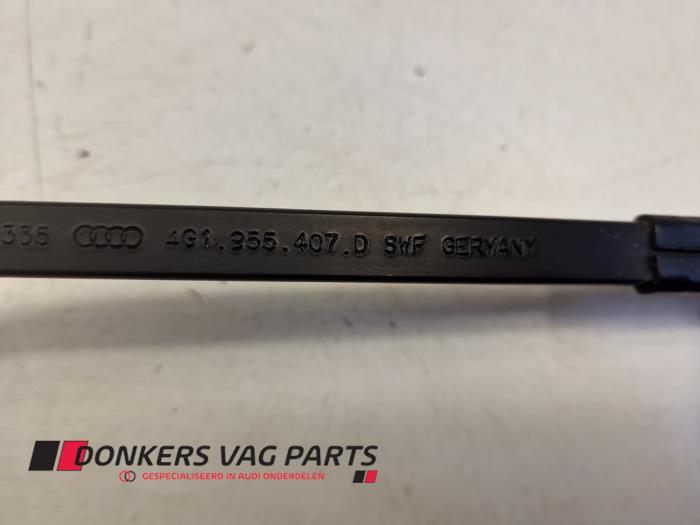 335 4G1.955.407.D SWF GERMANY
DONKERS VAG PARTS
GESPECIALISEERD IN AUDI ONDERDELEN